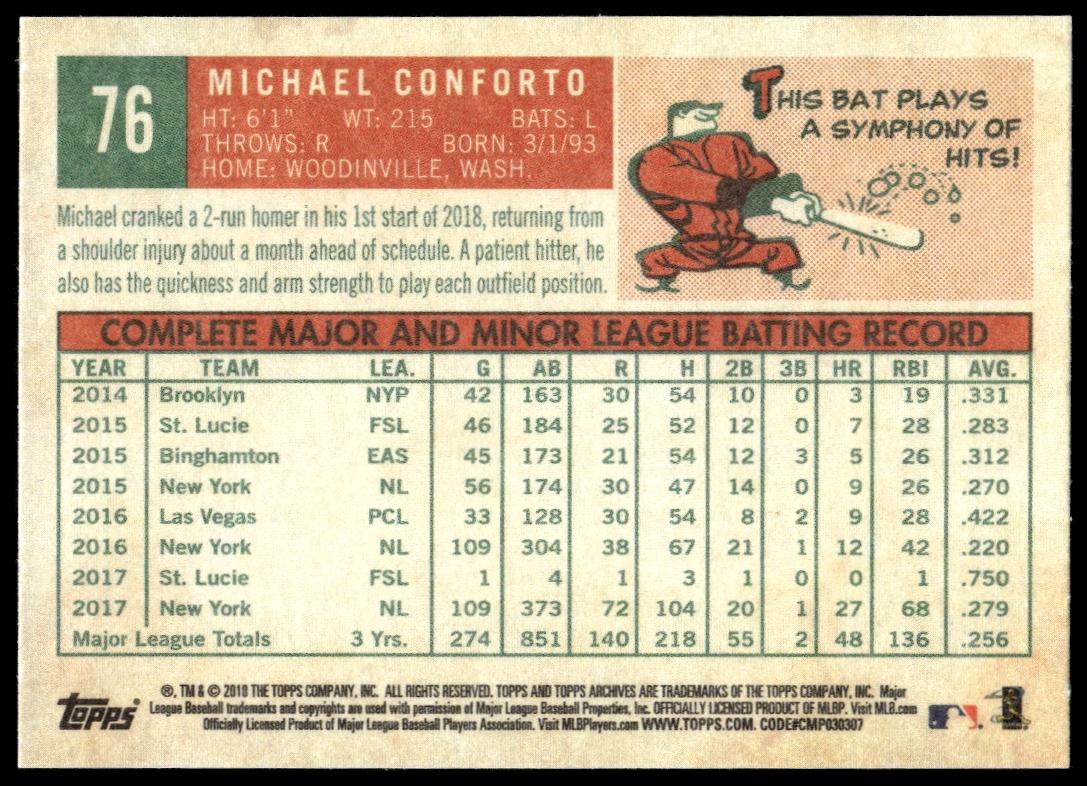 76
MICHAEL CONFORTO
HT: 6'1" WT: 215 BATS: L
THROWS: R BORN: 3/1/93
HOME: WOODINVILLE, WASH.
THIS BAT PLAYS
A SYMPHONY OF
HITS!
Michael cranked a 2-run homer in his 1st start of 2018, returning from
a shoulder injury about a month ahead of schedule. A patient hitter, he
also has the quickness and arm strength to play each outfield position.
COMPLETE MAJOR AND MINOR LEAGUE BATTING RECORD
YEAR TEAM LEA. G AB R H 2B 3B HR RBI AVG.
2014 Brooklyn NYP 42 163 30 54 10 0 3 19 .331
2015 St. Lucie FSL 46 184 25 52 12 0 7 28 .283
2015 Binghamton EAS 45 173 21 54 12 3 5 26 .312
2015 New York NL 56 174 30 47 14 0 9 26 .270
2016 Las Vegas PCL 33 128 30 54 8 2 9 28 .422
2016 New York NL 109 304 38 67 21 1 12 42 .220
2017 St. Lucie FSL 1 4 1 3 1 0 0 1 .750
2017 New York NL 109 373 72 104 20 1 27 68 .279
Major League Totals 3 Yrs. 274 851 140 218 55 2 48 136 .256
topps
®, TM & © 2018 THE TOPPS COMPANY, INC. ALL RIGHTS RESERVED. TOPPS AND TOPPS ARCHIVES ARE TRADEMARKS OF THE TOPPS COMPANY, INC. Major
League Baseball trademarks and copyrights are used with permission of Major League Baseball Properties, Inc. OFFICIALLY LICENSED PRODUCT OF MLBP. Visit MLB.com
Officially Licensed Product of Major League Baseball Players Association. Visit MLBPlayers.com WWW.TOPPS.COM. CODE#CMP030307